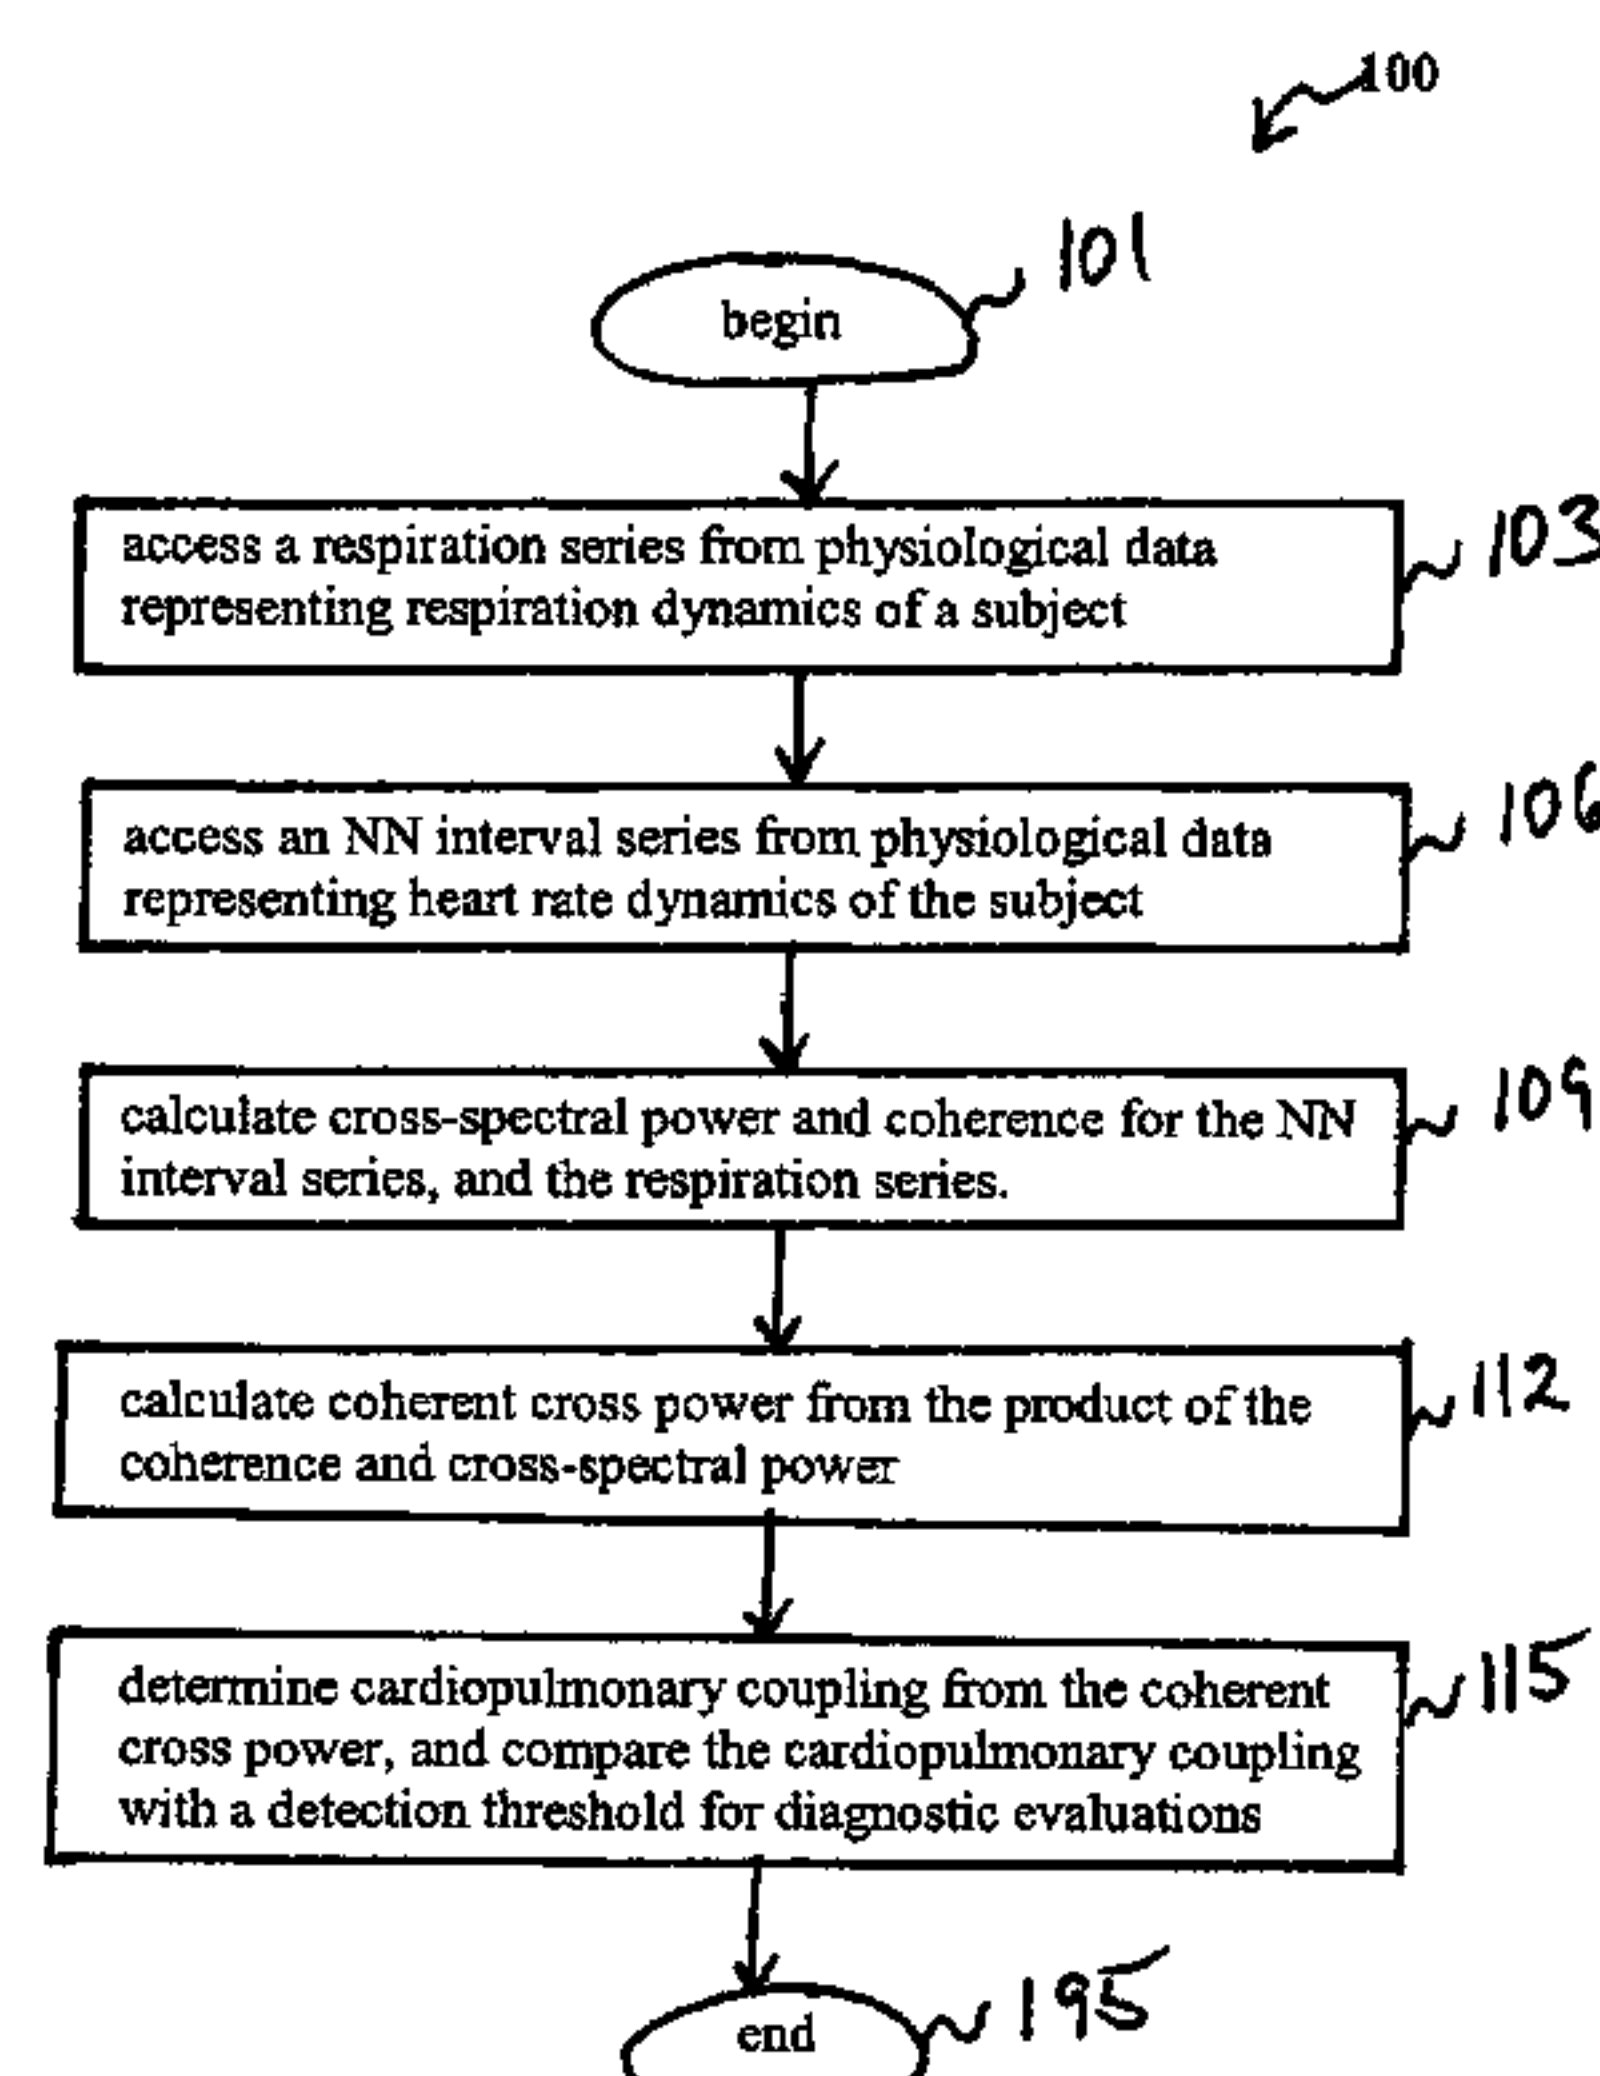 100
101
begin
access a respiration series from physiological data
representing respiration dynamics of a subject
103
access an NN interval series from physiological data
representing heart rate dynamics of the subject
106
calculate cross-spectral power and coherence for the NN
interval series, and the respiration series.
109
calculate coherent cross power from the product of the
coherence and cross-spectral power
112
determine cardiopulmonary coupling from the coherent
cross power, and compare the cardiopulmonary coupling
with a detection threshold for diagnostic evaluations
115
end
195